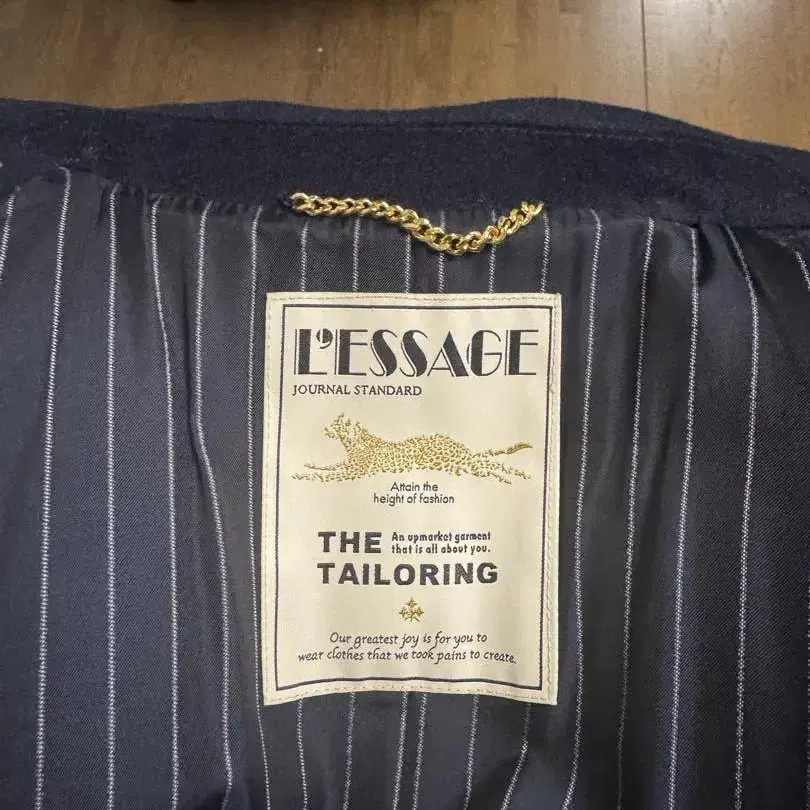 L'ESSAGE
JOURNAL STANDARD
Attain the
height of fashion
THE An upmarket garment
that is all about you.
TAILORING
Our greatest joy is for you to
wear clothes that we took pains to create.